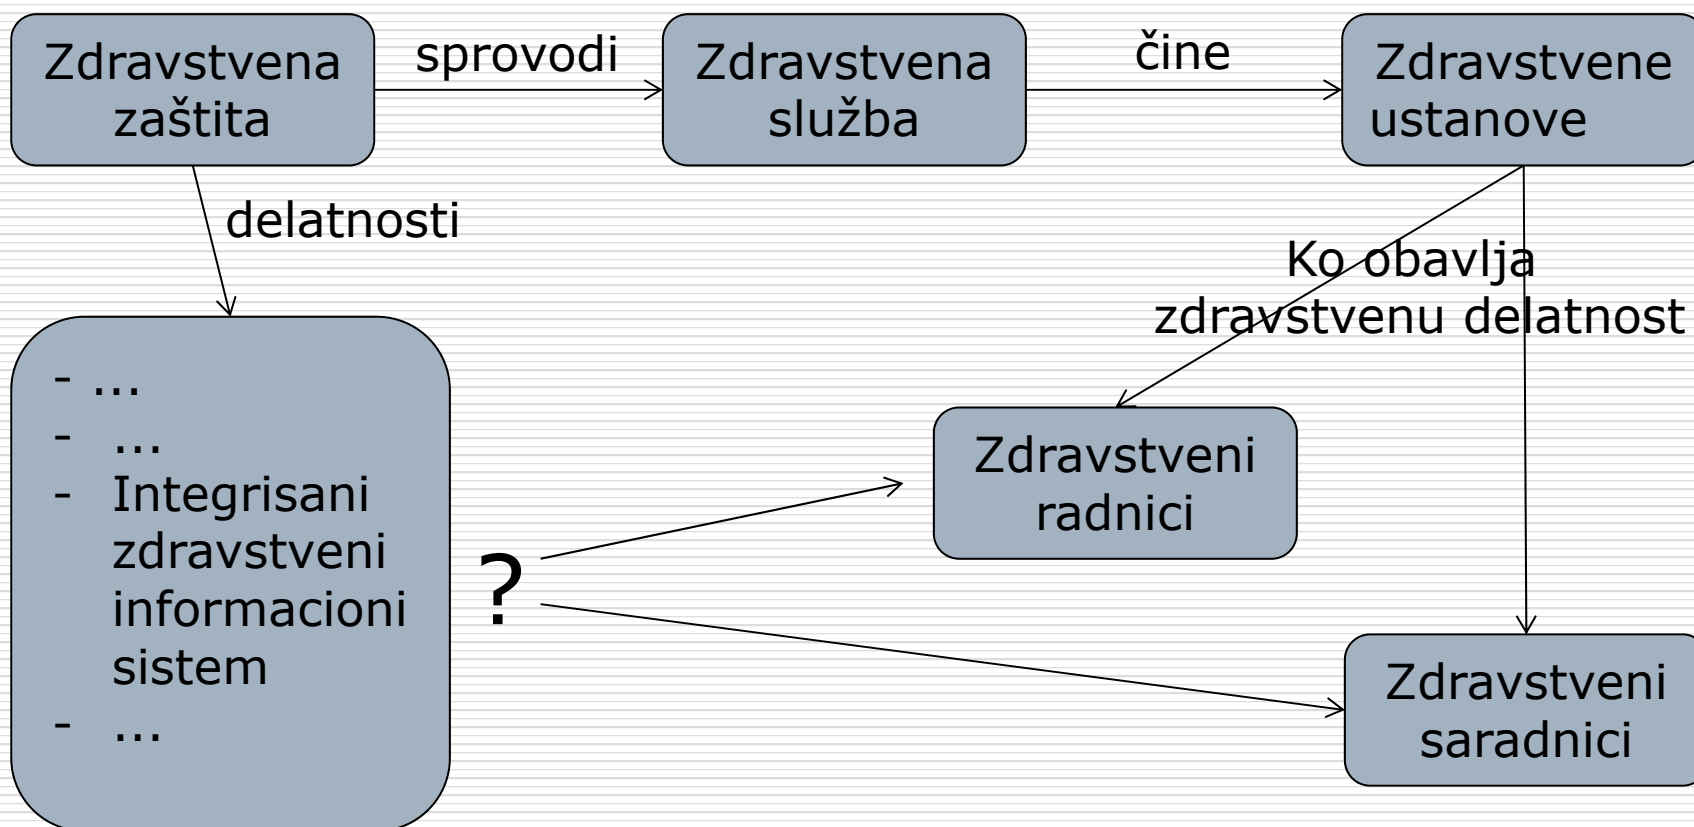 Zdravstvena
zaštita
sprovodi
Zdravstvena
služba
čine
Zdravstvene
ustanove
delatnosti
Ko obavlja
zdravstvenu delatnost
- ...
- ...
- Integrisani
zdravstveni
informacioni
sistem
- ...
?
Zdravstveni
radnici
Zdravstveni
saradnici